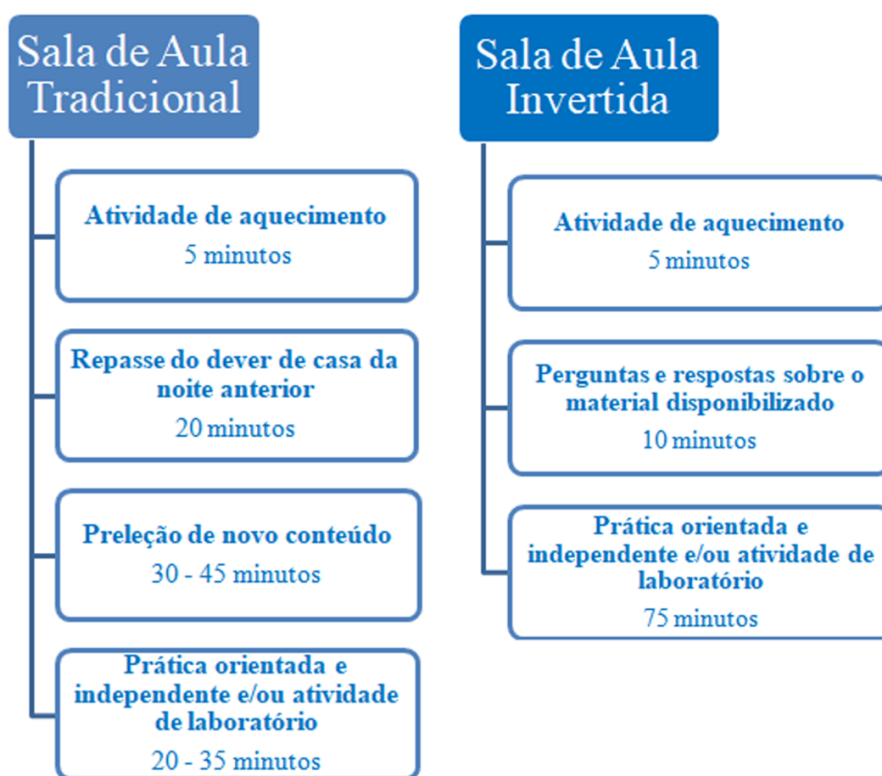 Sala de Aula
Tradicional
Atividade de aquecimento
5 minutos
Repasse do dever de casa da
noite anterior
20 minutos
Preleção de novo conteúdo
30 - 45 minutos
Prática orientada e
independente e/ou atividade
de laboratório
20 - 35 minutos
Sala de Aula
Invertida
Atividade de aquecimento
5 minutos
Perguntas e respostas sobre o
material disponibilizado
10 minutos
Prática orientada e
independente e/ou atividade de
laboratório
75 minutos